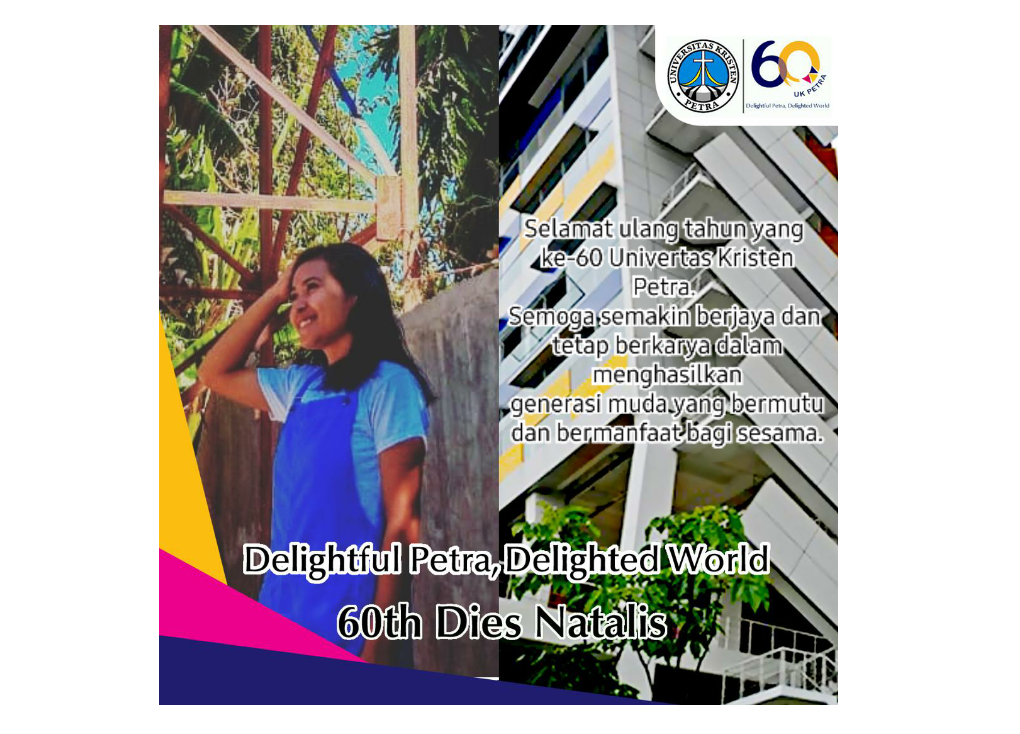 UNIVERSITAS KRISTEN
PETRA
60
UK PETRA
Delightful Petra, Delighted World
Selamat ulang tahun yang
ke-60 Univertas Kristen
Petra.
Semoga semakin berjaya dan
tetap berkarya dalam
menghasilkan
generasi muda yang bermutu
dan bermanfaat bagi sesama.
Delightful Petra, Delighted World
60th Dies Natalis